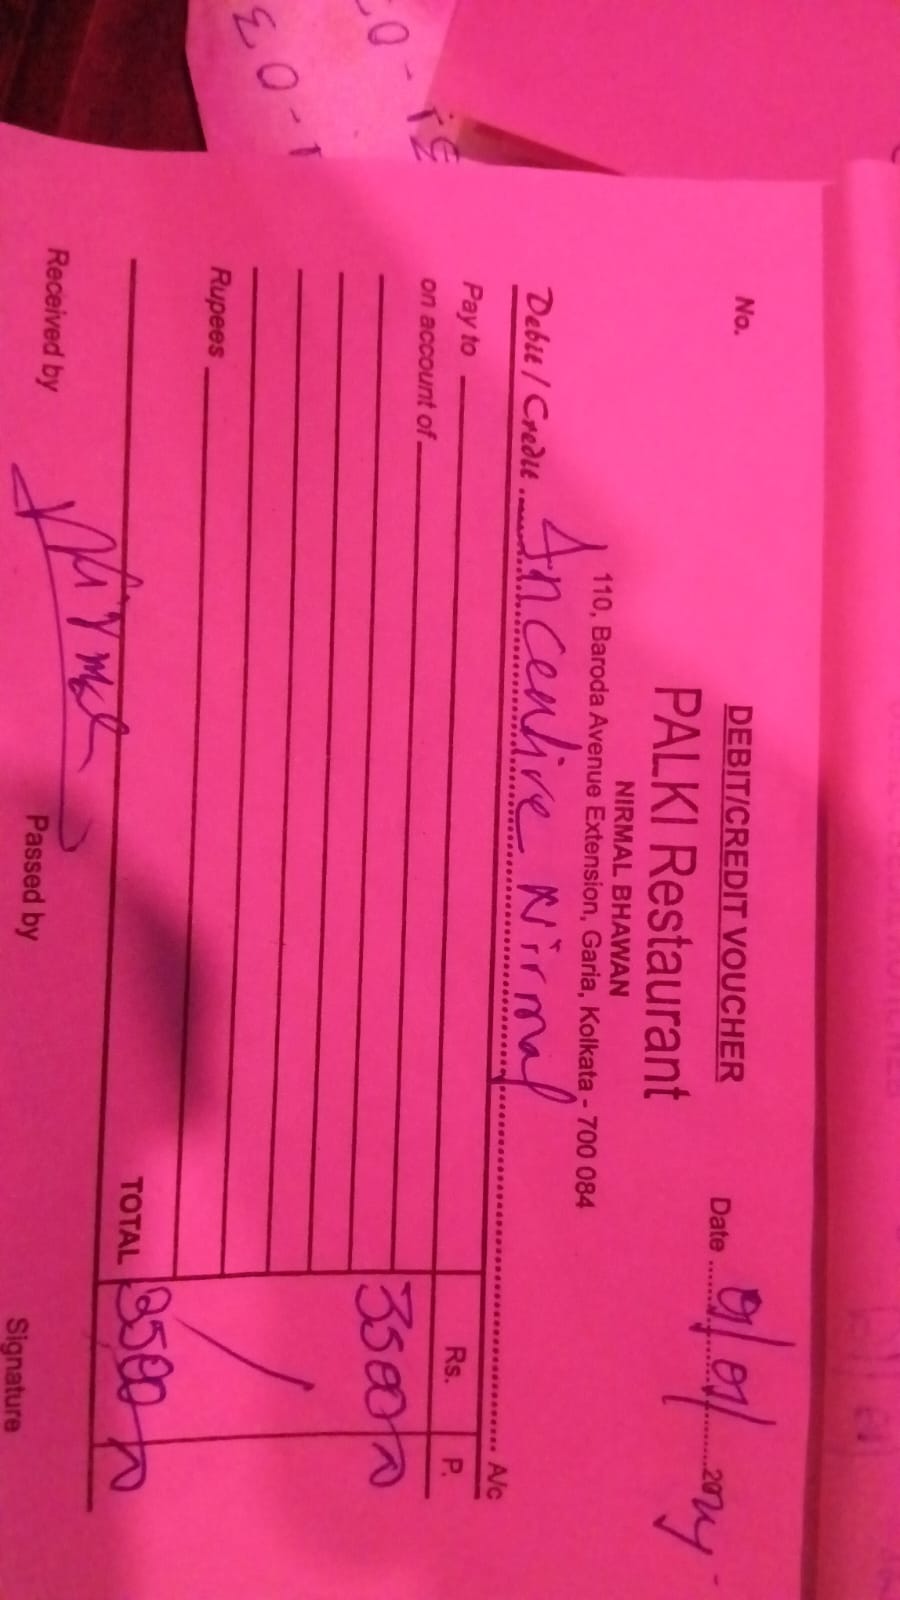 DEBIT/CREDIT VOUCHER
No.
PALKI Restaurant
Date 01/01/2024
NIRMAL BHAWAN
110, Baroda Avenue Extension, Garia, Kolkata - 700 084
Debit / Credit Incentive Nirmal A/c
Pay to Rs. P.
on account of
3500
Rupees
TOTAL 3500
Received by Nirmal Passed by Signature